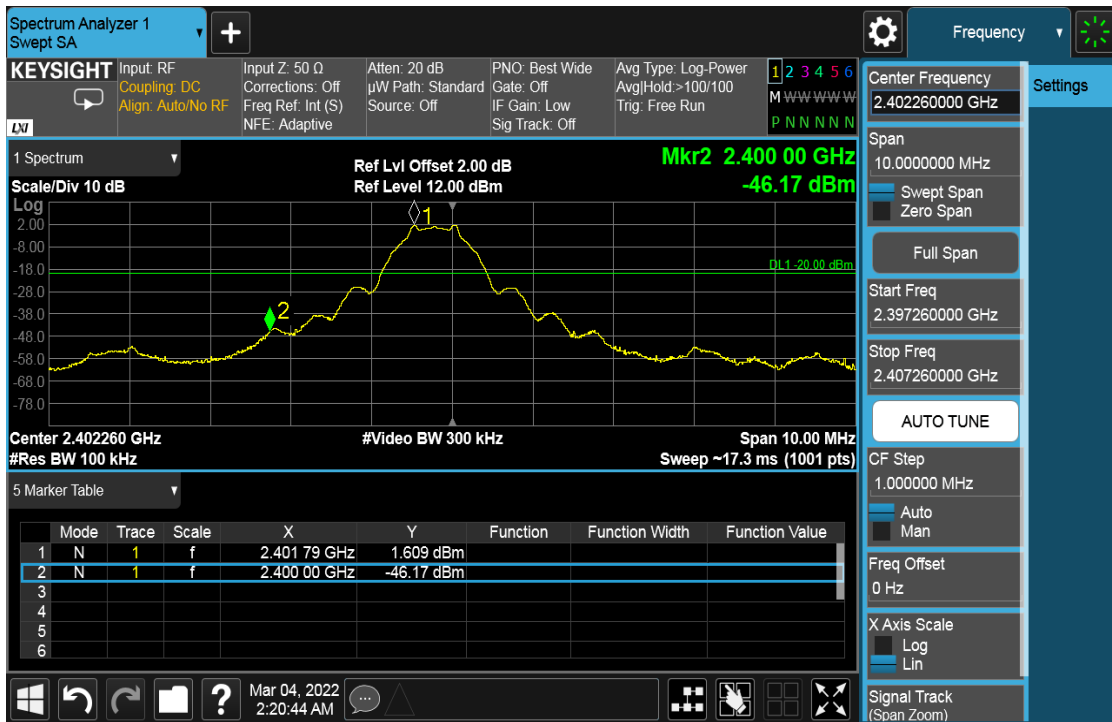 Spectrum Analyzer 1
Swept SA
+
Frequency
KEYSIGHT
LXI
Input: RF
Coupling: DC
Align: Auto/No RF
Input Z: 50 Ω
Corrections: Off
Freq Ref: Int (S)
NFE: Adaptive
Atten: 20 dB
µW Path: Standard
Source: Off
PNO: Best Wide
Gate: Off
IF Gain: Low
Sig Track: Off
Avg Type: Log-Power
Avg|Hold:>100/100
Trig: Free Run
1 2 3 4 5 6
M W W W W W
P N N N N N
1 Spectrum
Scale/Div 10 dB
Ref Lvl Offset 2.00 dB
Ref Level 12.00 dBm
Mkr2 2.400 00 GHz
-46.17 dBm
Log
2.00
-8.00
-18.0
-28.0
-38.0
-48.0
-58.0
-68.0
-78.0
1
2
DL1 -20.00 dBm
Center 2.402260 GHz
#Video BW 300 kHz
Span 10.00 MHz
#Res BW 100 kHz
Sweep ~17.3 ms (1001 pts)
5 Marker Table
Mode Trace Scale X Y Function Function Width Function Value
1 N 1 f 2.401 79 GHz 1.609 dBm
2 N 1 f 2.400 00 GHz -46.17 dBm
3
4
5
6
?
Mar 04, 2022
2:20:44 AM
Center Frequency
2.402260000 GHz
Span
10.0000000 MHz
Swept Span
Zero Span
Full Span
Start Freq
2.397260000 GHz
Stop Freq
2.407260000 GHz
AUTO TUNE
CF Step
1.000000 MHz
Auto
Man
Freq Offset
0 Hz
X Axis Scale
Log
Lin
Signal Track
(Span Zoom)
Settings